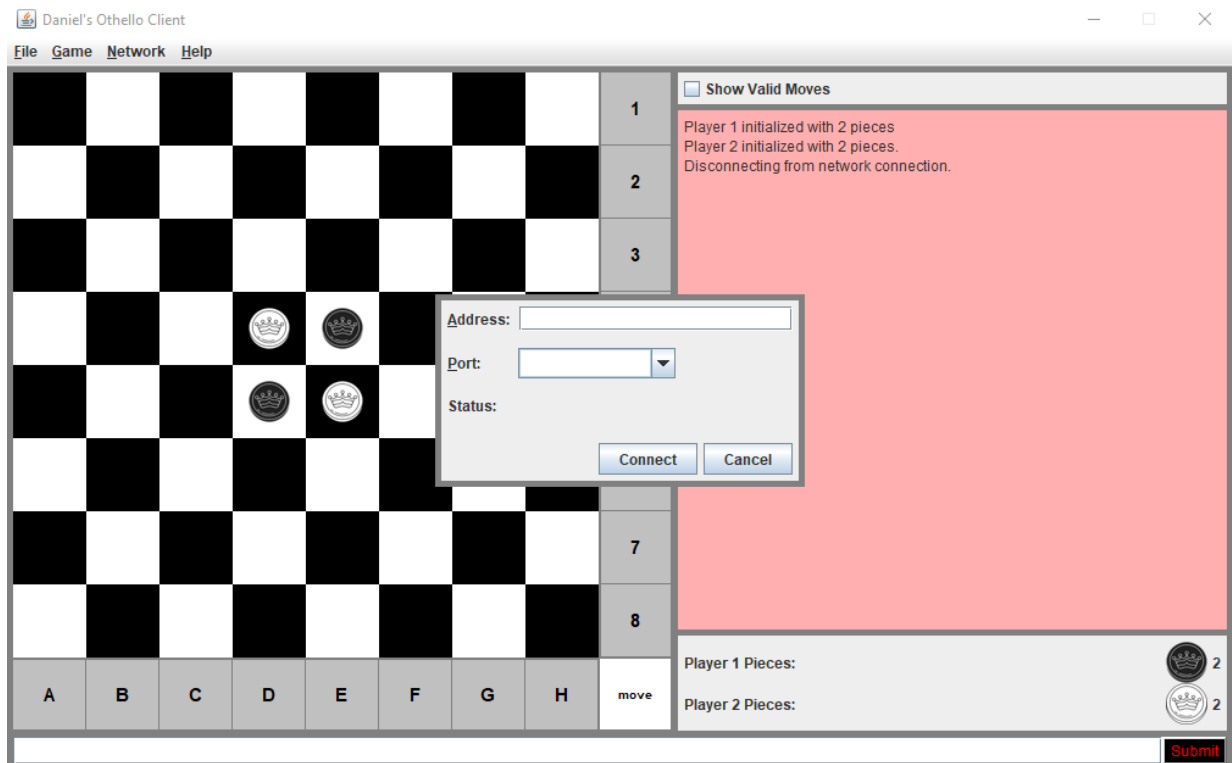 Daniel's Othello Client
File Game Network Help
1
2
3
7
8
A B C D E F G H move
Show Valid Moves
Player 1 initialized with 2 pieces
Player 2 initialized with 2 pieces.
Disconnecting from network connection.
Address:
Port:
Status:
Connect Cancel
Player 1 Pieces: 2
Player 2 Pieces: 2
Submit